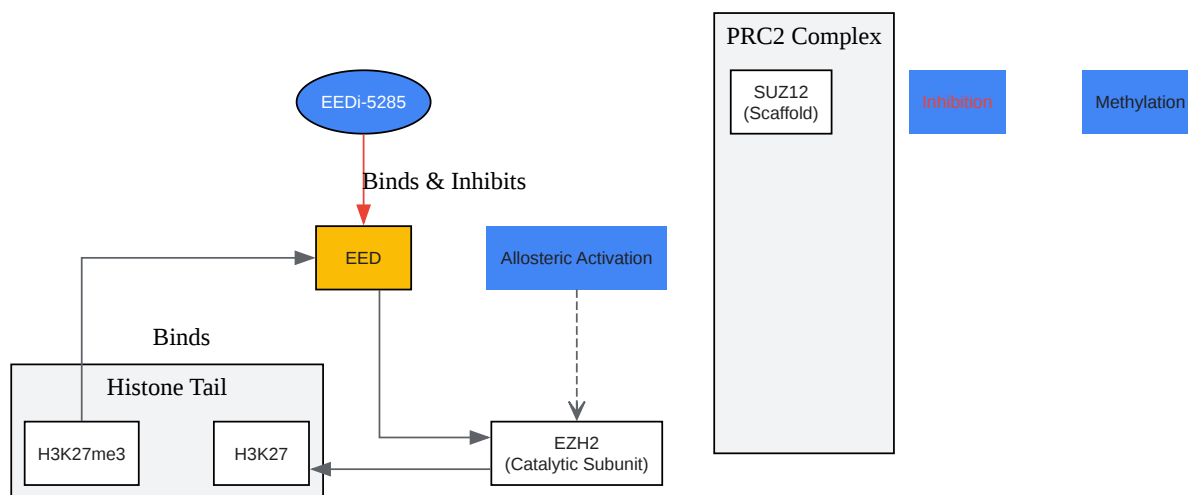 PRC2 Complex
EEDi-5285
SUZ12
(Scaffold)
Inhibition
Methylation
Binds & Inhibits
EED
Allosteric Activation
Binds
Histone Tail
H3K27me3
H3K27
EZH2
(Catalytic Subunit)